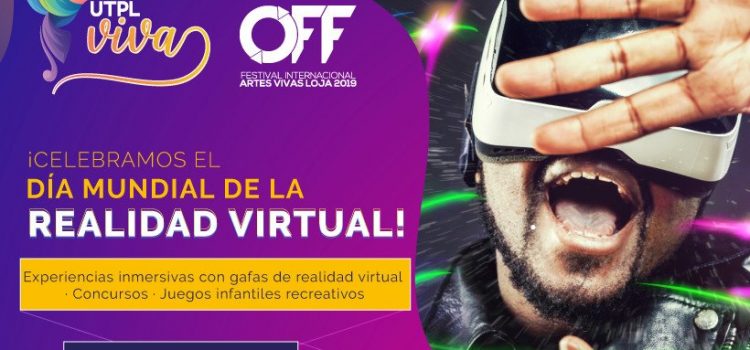 UTPL
viva
OFF
FESTIVAL INTERNACIONAL
ARTES VIVAS LOJA 2019
¡CELEBRAMOS EL
DÍA MUNDIAL DE LA
REALIDAD VIRTUAL!
Experiencias inmersivas con gafas de realidad virtual
· Concursos · Juegos infantiles recreativos